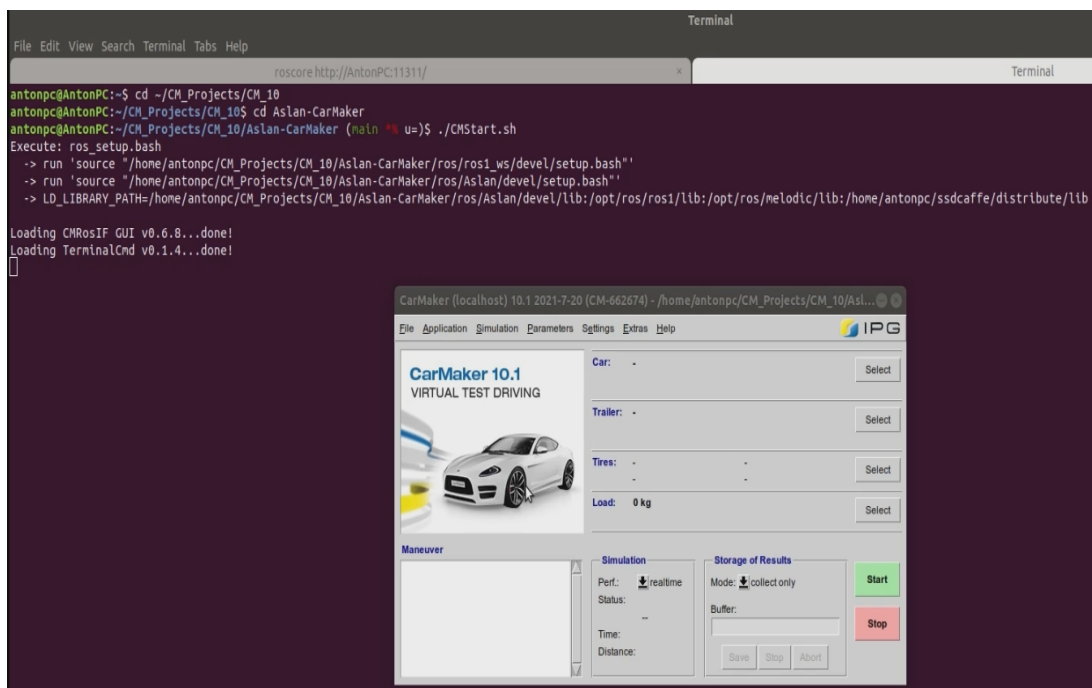 Terminal
File Edit View Search Terminal Tabs Help
roscore http://AntonPC:11311/ × Terminal
antonpc@AntonPC:~$ cd ~/CM_Projects/CM_10
antonpc@AntonPC:~/CM_Projects/CM_10$ cd Aslan-CarMaker
antonpc@AntonPC:~/CM_Projects/CM_10/Aslan-CarMaker (main *% u=)$ ./CMStart.sh
Execute: ros_setup.bash
-> run 'source "/home/antonpc/CM_Projects/CM_10/Aslan-CarMaker/ros/ros1_ws/devel/setup.bash"'
-> run 'source "/home/antonpc/CM_Projects/CM_10/Aslan-CarMaker/ros/Aslan/devel/setup.bash"'
-> LD_LIBRARY_PATH=/home/antonpc/CM_Projects/CM_10/Aslan-CarMaker/ros/Aslan/devel/lib:/opt/ros/ros1/lib:/opt/ros/melodic/lib:/home/antonpc/ssdcaffe/distribute/lib
Loading CMRosIF GUI v0.6.8...done!
Loading TerminalCmd v0.1.4...done!
CarMaker (localhost) 10.1 2021-7-20 (CM-662674) - /home/antonpc/CM_Projects/CM_10/Asl...
File Application Simulation Parameters Settings Extras Help IPG
CarMaker 10.1
VIRTUAL TEST DRIVING
Car: - Select
Trailer: - Select
Tires: - - Select
- -
Load: 0 kg Select
Maneuver
Simulation
Perf.: realtime
Status:
--
Time:
Distance:
Storage of Results
Mode: collect only
Buffer:
Save Stop Abort
Start
Stop